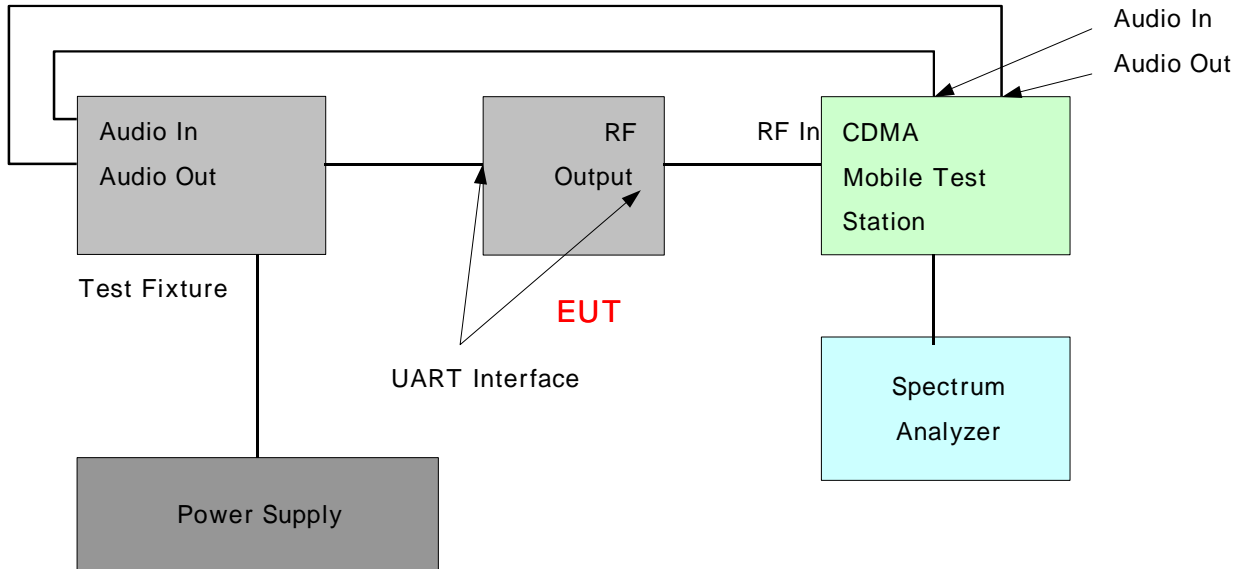 Audio In
Audio Out
Audio In
Audio Out
RF
Output
RF In
CDMA
Mobile Test
Station
Test Fixture
EUT
UART Interface
Spectrum
Analyzer
Power Supply